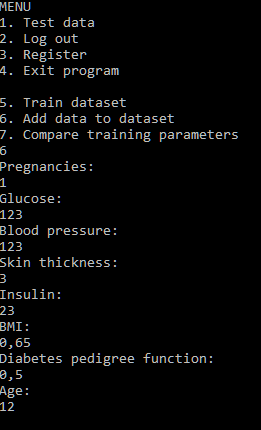 MENU
1. Test data
2. Log out
3. Register
4. Exit program
5. Train dataset
6. Add data to dataset
7. Compare training parameters
6
Pregnancies:
1
Glucose:
123
Blood pressure:
123
Skin thickness:
3
Insulin:
23
BMI:
0,65
Diabetes pedigree function:
0,5
Age:
12